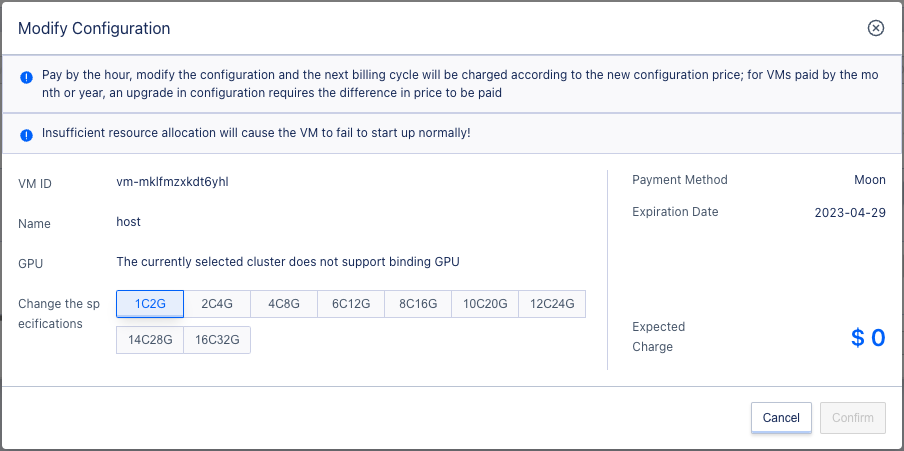 Modify Configuration
Pay by the hour, modify the configuration and the next billing cycle will be charged according to the new configuration price; for VMs paid by the mo
nth or year, an upgrade in configuration requires the difference in price to be paid
Insufficient resource allocation will cause the VM to fail to start up normally!
VM ID
vm-mklfmzxkdt6yhl
Name
host
GPU
The currently selected cluster does not support binding GPU
Change the sp
ecifications
1C2G
2C4G
4C8G
6C12G
8C16G
10C20G
12C24G
14C28G
16C32G
Payment Method
Moon
Expiration Date
2023-04-29
Expected
Charge
$ 0
Cancel
Confirm